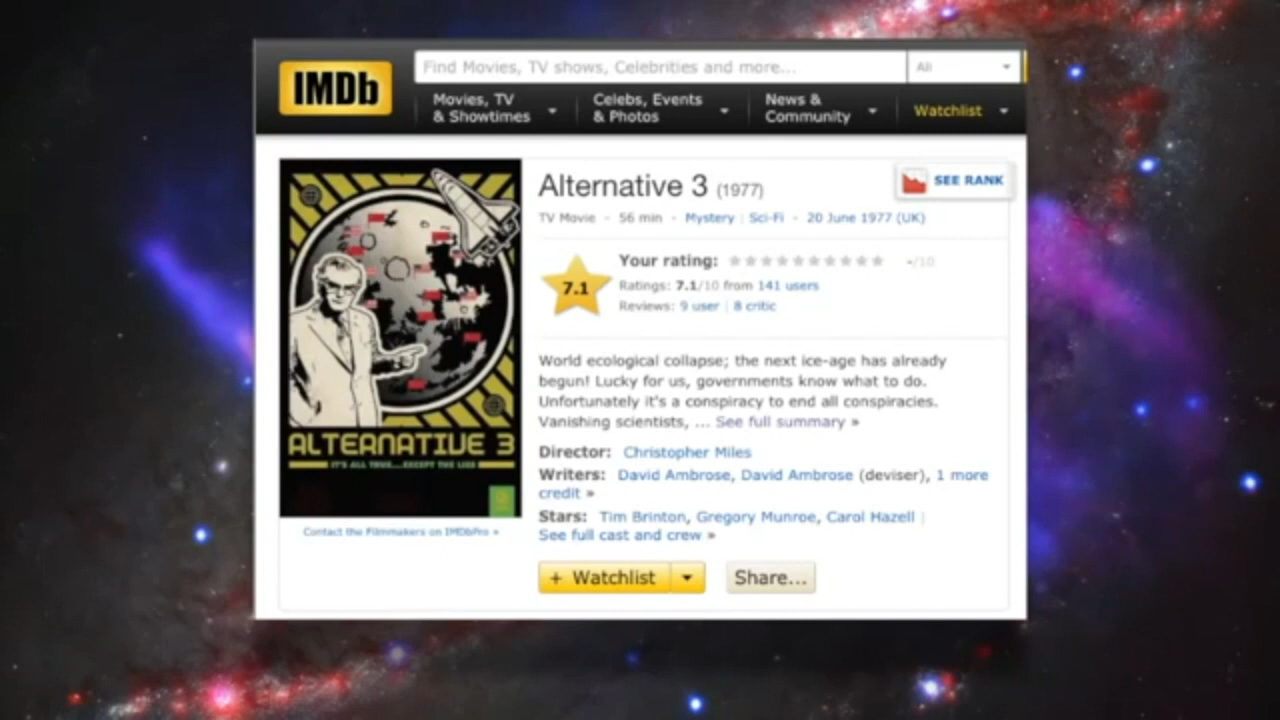 IMDb
Find Movies, TV shows, Celebrities and more...
All
Movies, TV
& Showtimes
Celebs, Events
& Photos
News &
Community
Watchlist
Alternative 3 (1977)
SEE RANK
TV Movie - 56 min - Mystery | Sci-Fi - 20 June 1977 (UK)
7.1
Your rating: -/10
Ratings: 7.1/10 from 141 users
Reviews: 9 user | 8 critic
World ecological collapse; the next ice-age has already
begun! Lucky for us, governments know what to do.
Unfortunately it's a conspiracy to end all conspiracies.
Vanishing scientists, ... See full summary »
Director: Christopher Miles
Writers: David Ambrose, David Ambrose (deviser), 1 more
credit »
Stars: Tim Brinton, Gregory Munroe, Carol Hazell |
See full cast and crew »
+ Watchlist
Share...
ALTERNATIVE 3
IT'S ALL TRUE....EXCEPT THE LIES
Contact the Filmmakers on IMDbPro »